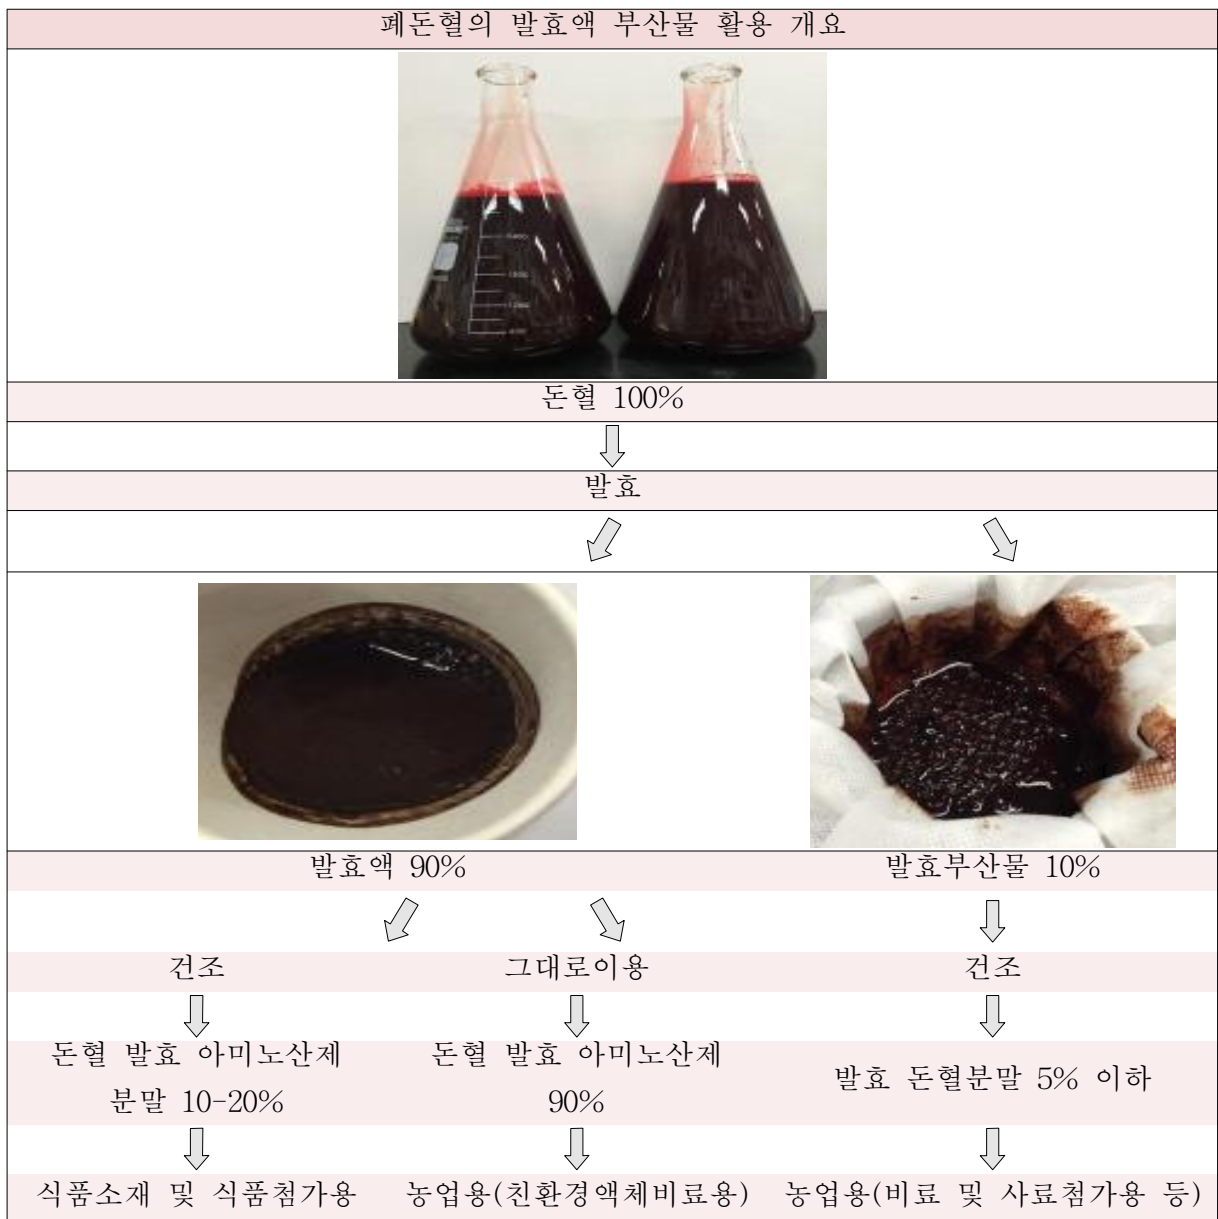 폐돈혈의 발효액 부산물 활용 개요
돈혈 100%
발효
발효액 90%
발효부산물 10%
건조
그대로이용
건조
돈혈 발효 아미노산제
분말 10-20%
돈혈 발효 아미노산제
90%
발효 돈혈분말 5% 이하
식품소재 및 식품첨가용
농업용(친환경액체비료용)
농업용(비료 및 사료첨가용 등)